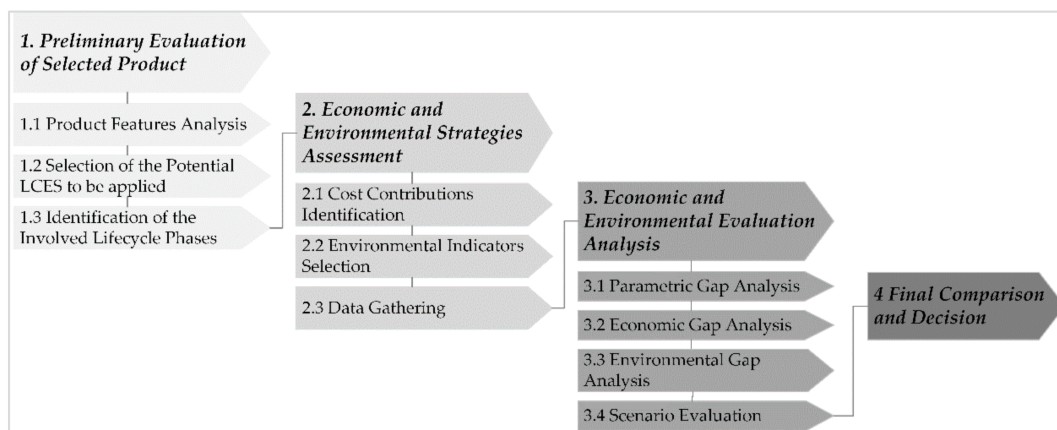 1. Preliminary Evaluation
of Selected Product
1.1 Product Features Analysis
1.2 Selection of the Potential
LCES to be applied
1.3 Identification of the
Involved Lifecycle Phases
2. Economic and
Environmental Strategies
Assessment
2.1 Cost Contributions
Identification
2.2 Environmental Indicators
Selection
2.3 Data Gathering
3. Economic and
Environmental Evaluation
Analysis
3.1 Parametric Gap Analysis
3.2 Economic Gap Analysis
3.3 Environmental Gap
Analysis
3.4 Scenario Evaluation
4 Final Comparison
and Decision